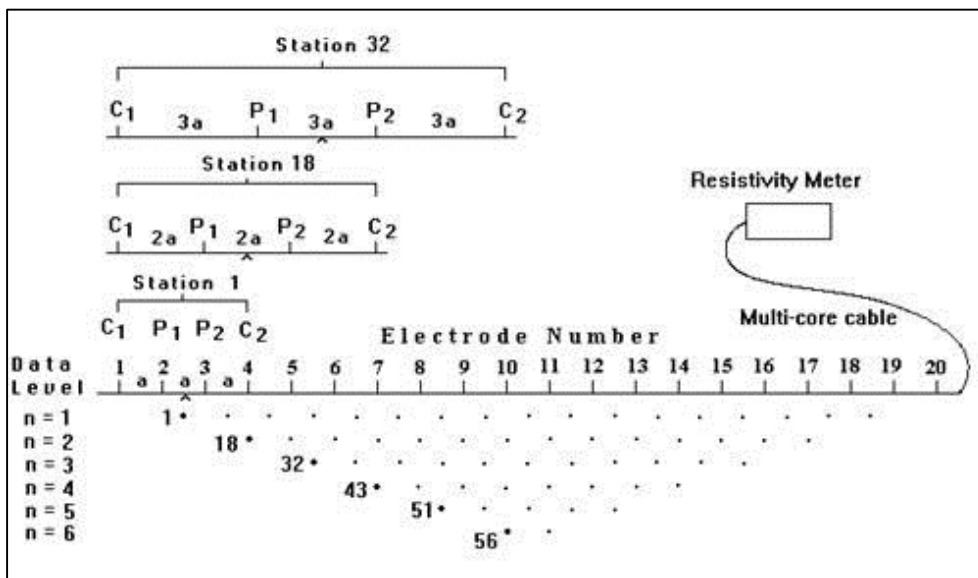 Station 32
C1 3a P1 3a P2 3a C2
Station 18
C1 2a P1 2a P2 2a C2
Resistivity Meter
Station 1
C1 P1 P2 C2
Electrode Number
Multi-core cable
Data Level
1 2 3 4 5 6 7 8 9 10 11 12 13 14 15 16 17 18 19 20
a a a
n = 1 1
n = 2 18
n = 3 32
n = 4 43
n = 5 51
n = 6 56